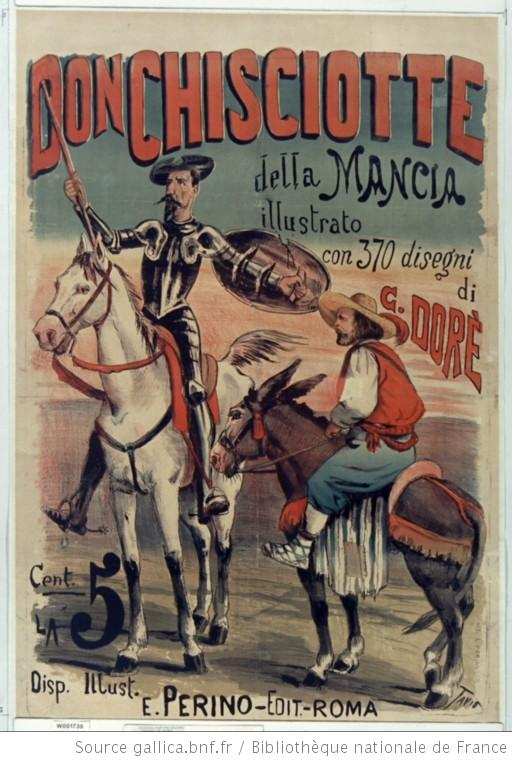 DON CHISCIOTTE
della MANCIA
illustrato
con 370 disegni
di
G. DORÈ
Cent. 5
LA
Disp. Illust.
E. PERINO-EDIT-ROMA
W001736
Source gallica.bnf.fr / Bibliothèque nationale de France